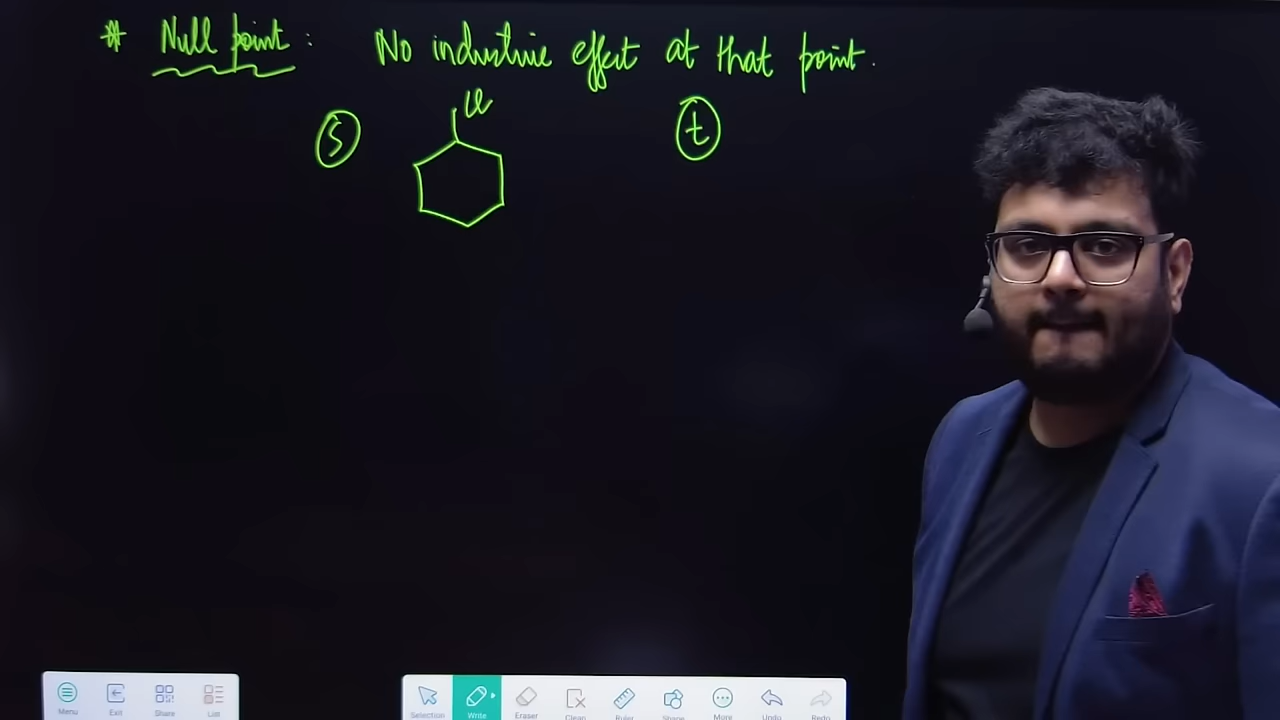 * Null point : No inductive effect at that point.
Cl
S t
Menu Exit Share List Selection Write Eraser Clean Ruler Shape More Undo Redo